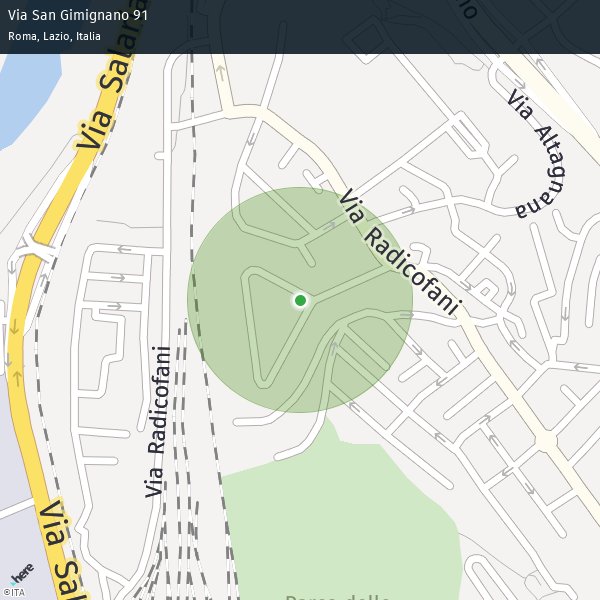 Via San Gimignano 91
Roma, Lazio, Italia
Via Salaria
Via Altagnana
Via Radicofani
Via Radicofani
Via Sal
Parco delle
here
©ITA